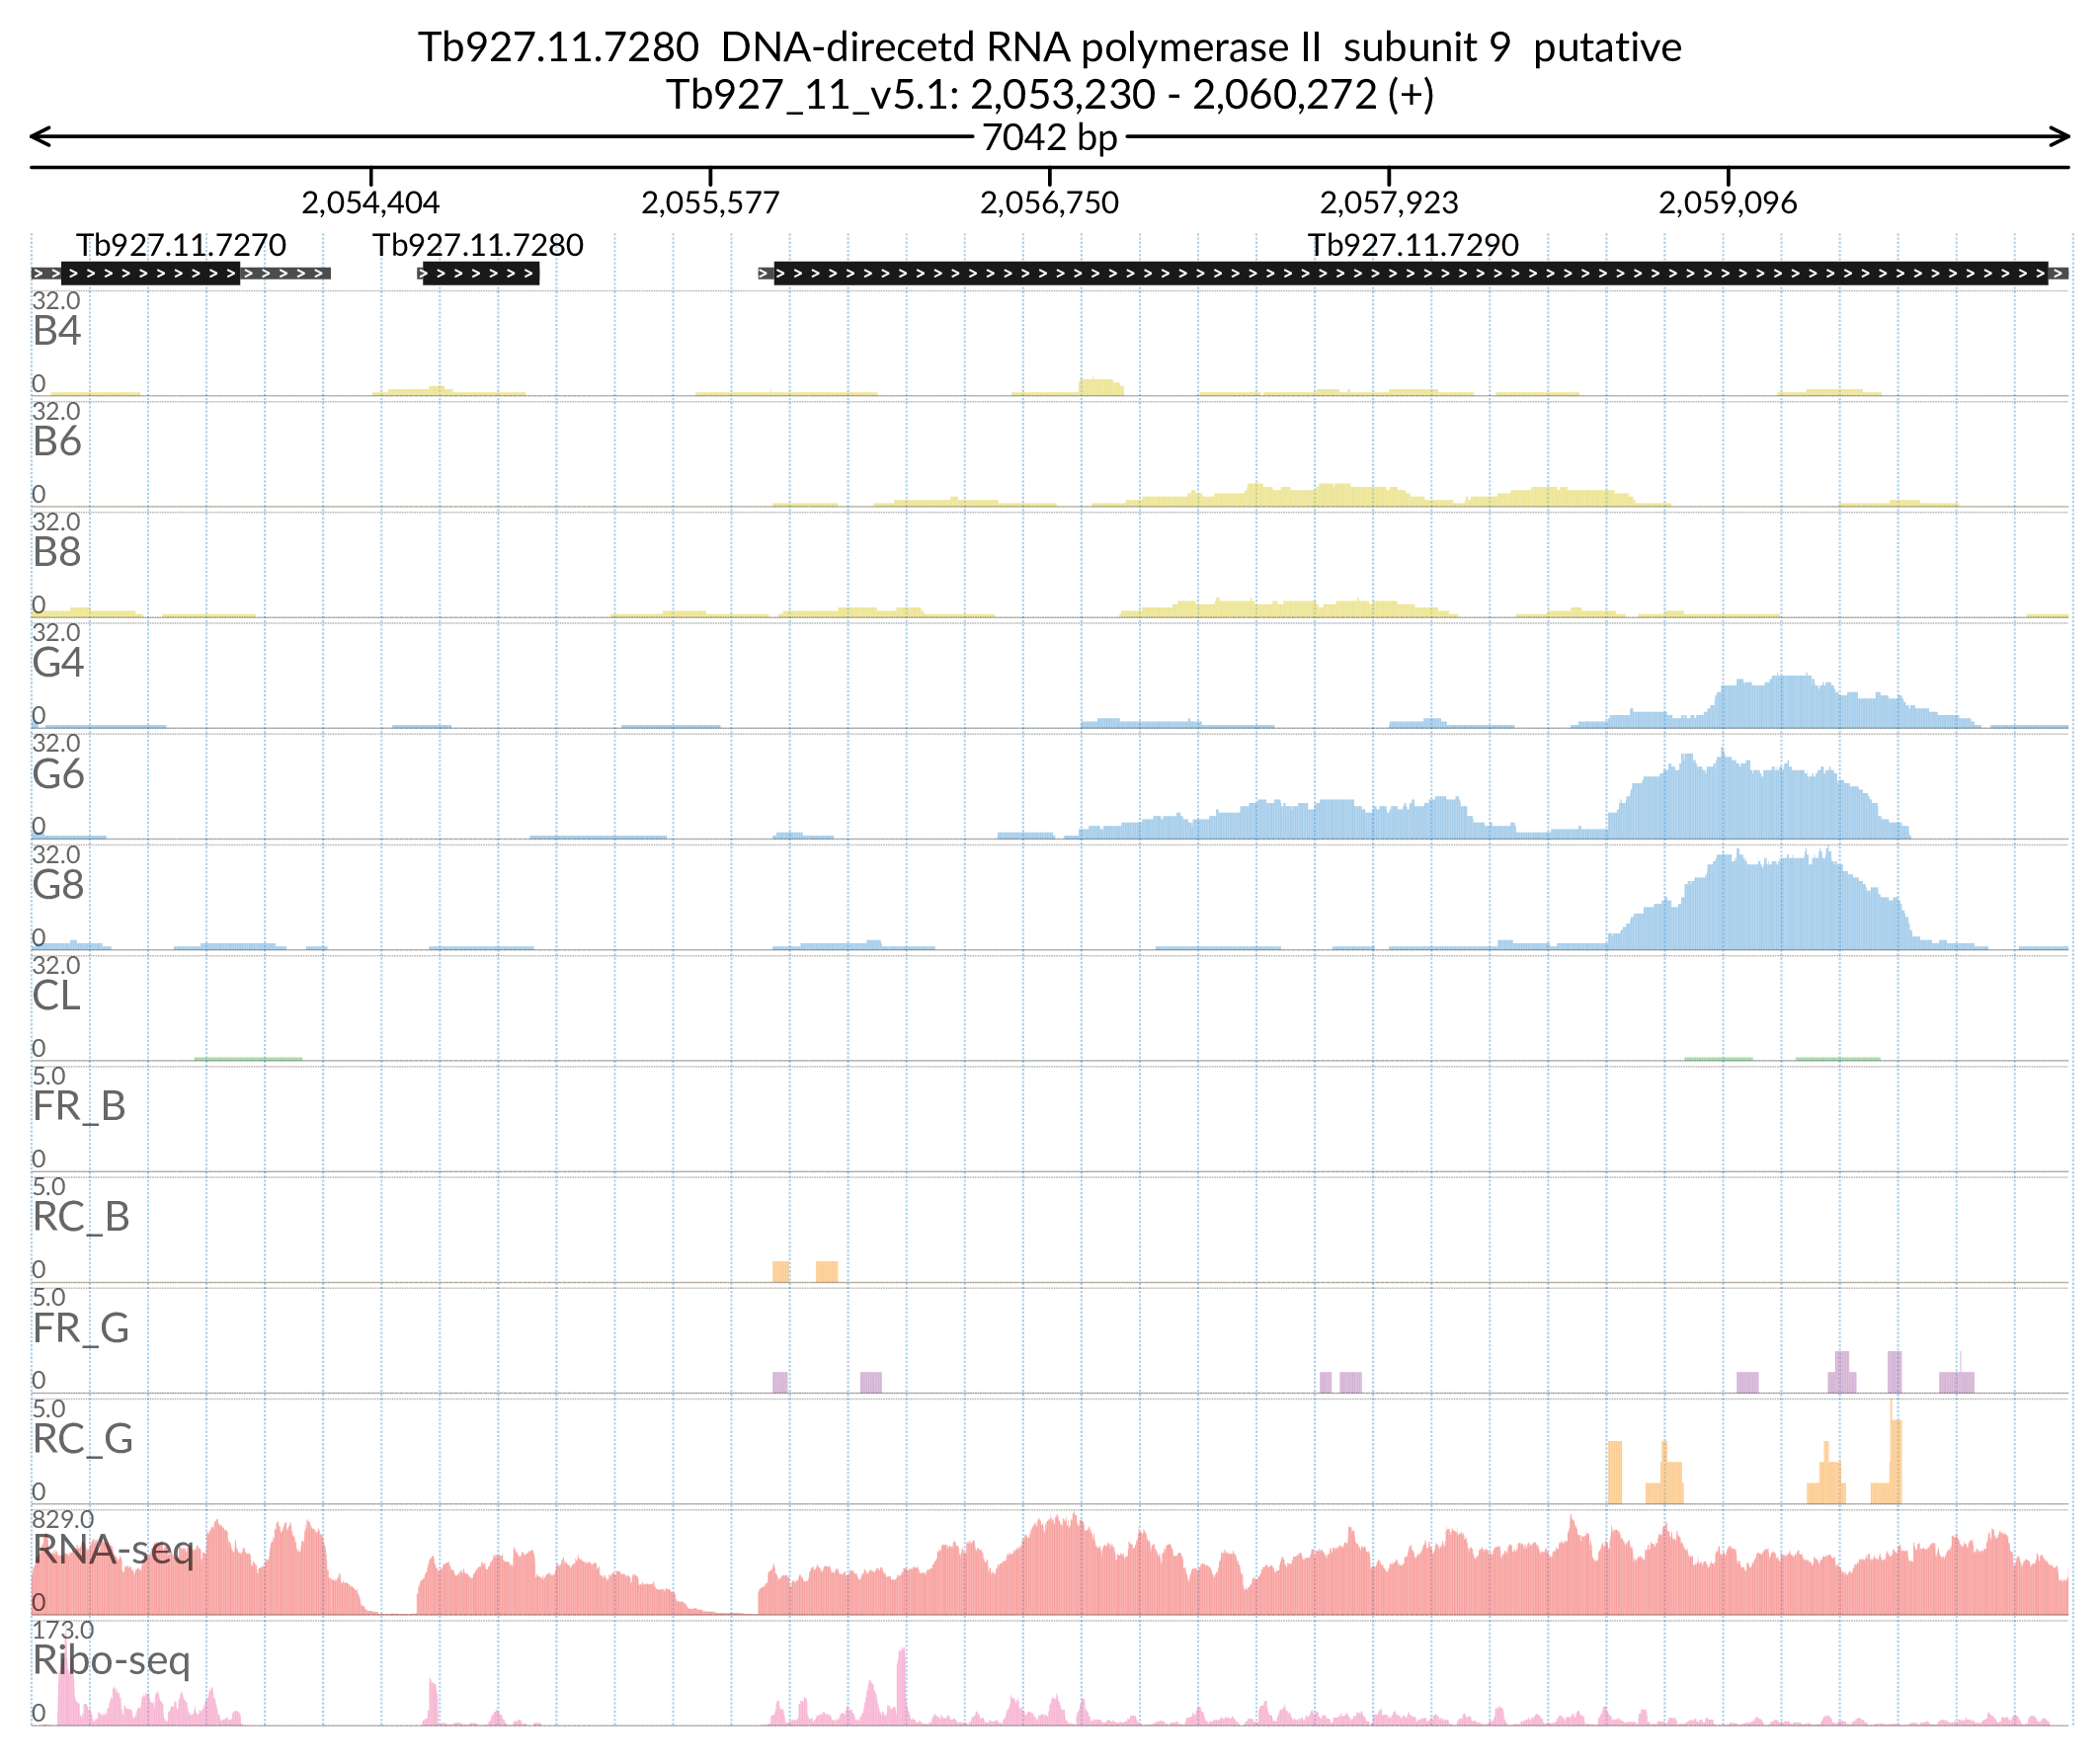 Tb927.11.7280  DNA-direcetd RNA polymerase II  subunit 9  putative
Tb927_11_v5.1: 2,053,230 - 2,060,272 (+)
7042 bp
2,054,404 2,055,577 2,056,750 2,057,923 2,059,096
Tb927.11.7270 Tb927.11.7280 Tb927.11.7290
32.0
B4
0
32.0
B6
0
32.0
B8
0
32.0
G4
0
32.0
G6
0
32.0
G8
0
32.0
CL
0
5.0
FR_B
0
5.0
RC_B
0
5.0
FR_G
0
5.0
RC_G
0
829.0
RNA-seq
0
173.0
Ribo-seq
0